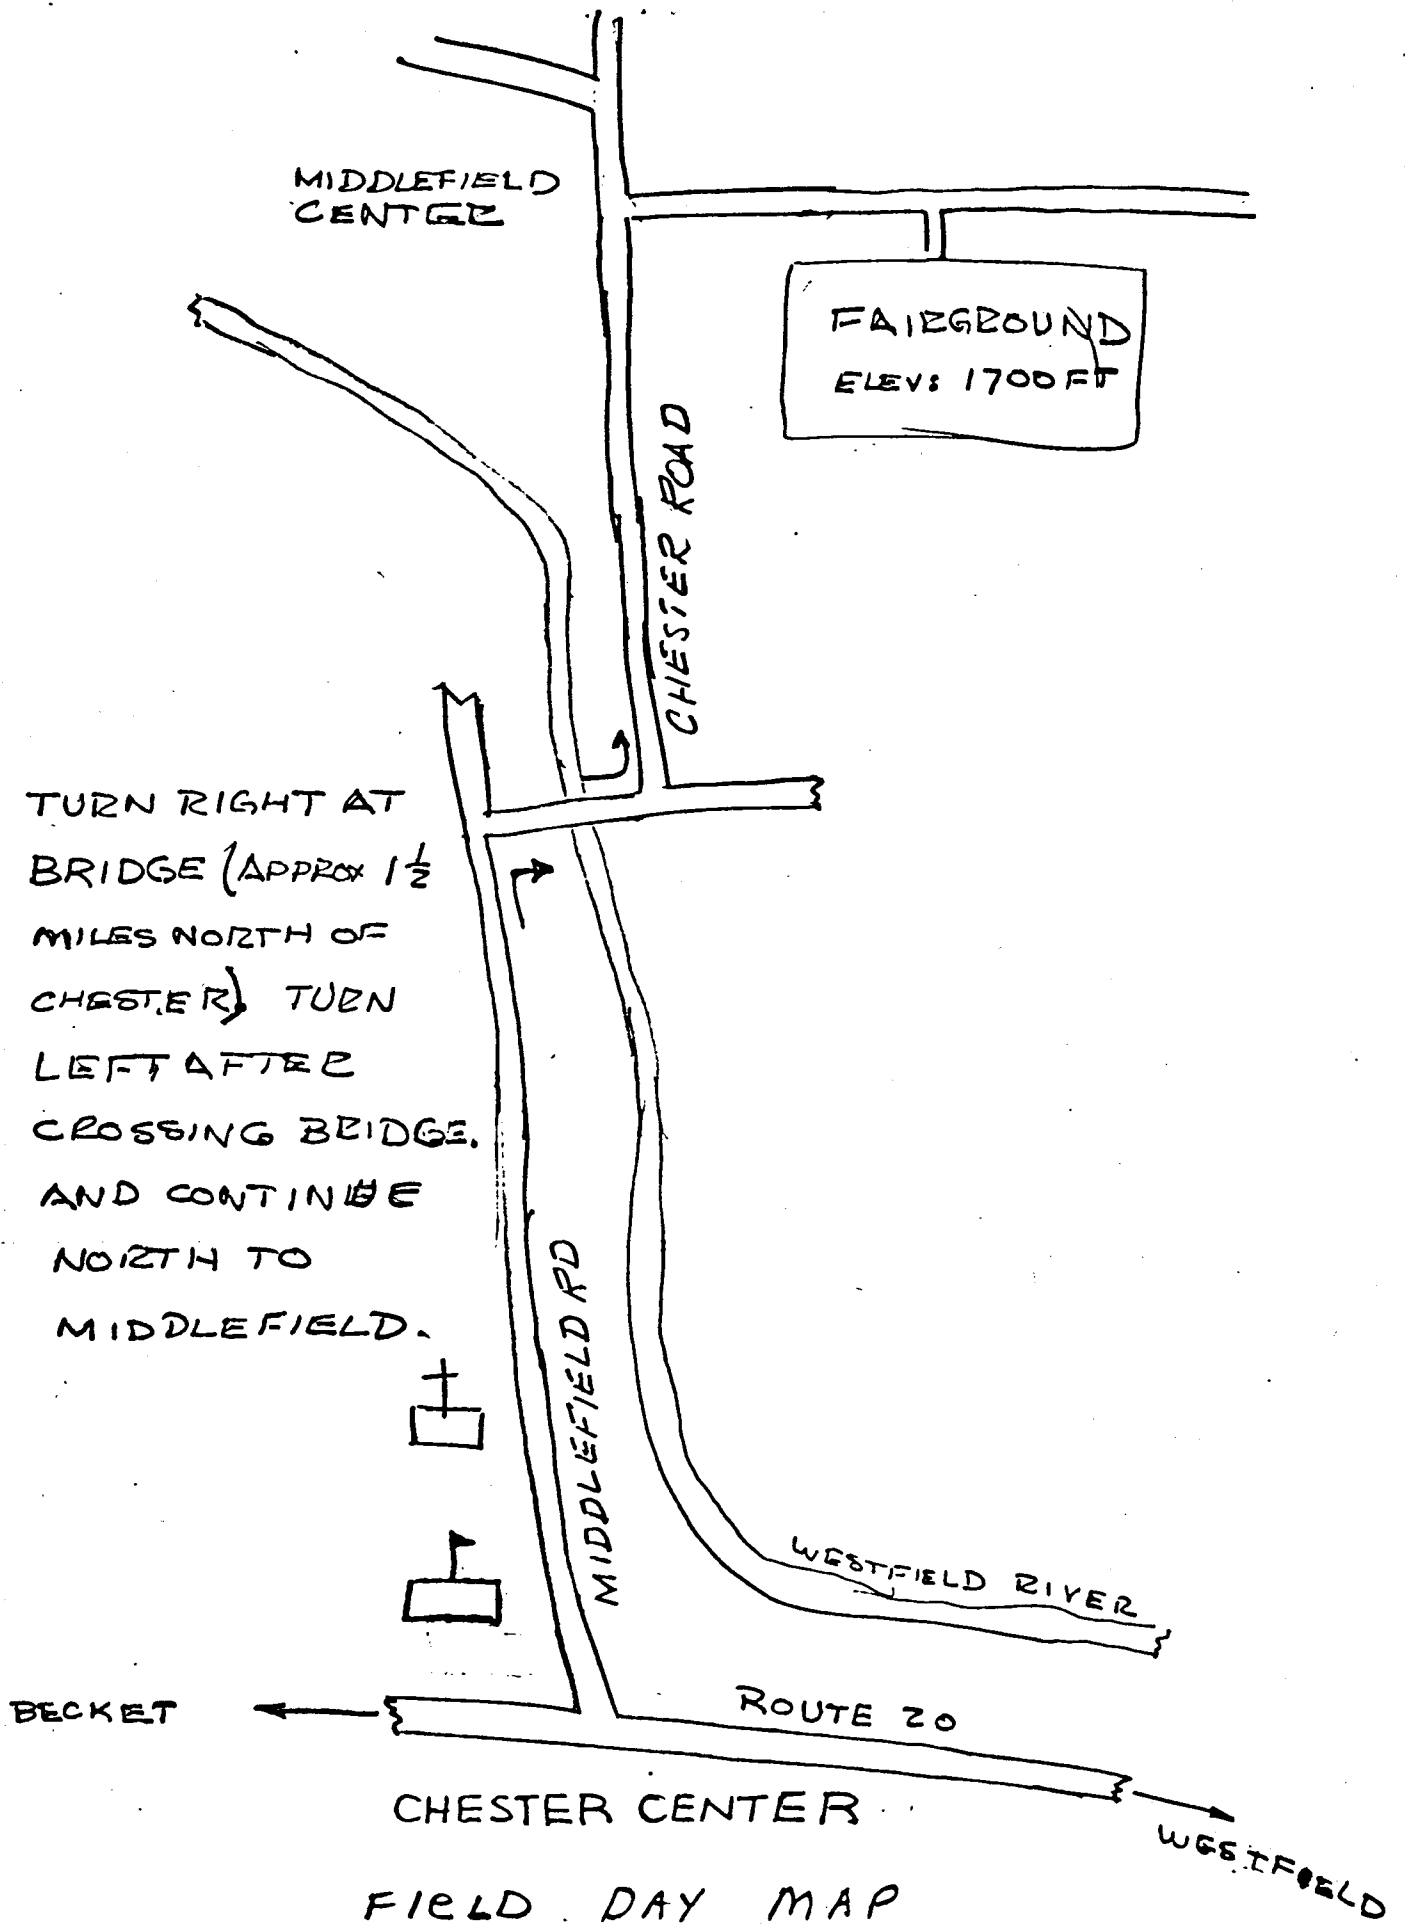 MIDDLEFIELD
CENTER
FAIRGROUND
ELEV: 1700 FT
CHESTER ROAD
TURN RIGHT AT
BRIDGE (APPROX 1 1/2
MILES NORTH OF
CHESTER) TURN
LEFT AFTER
CROSSING BRIDGE.
AND CONTINUE
NORTH TO
MIDDLEFIELD.
MIDDLEFIELD RD
WESTFIELD RIVER
BECKET
ROUTE 20
CHESTER CENTER
WESTFIELD
FIELD DAY MAP